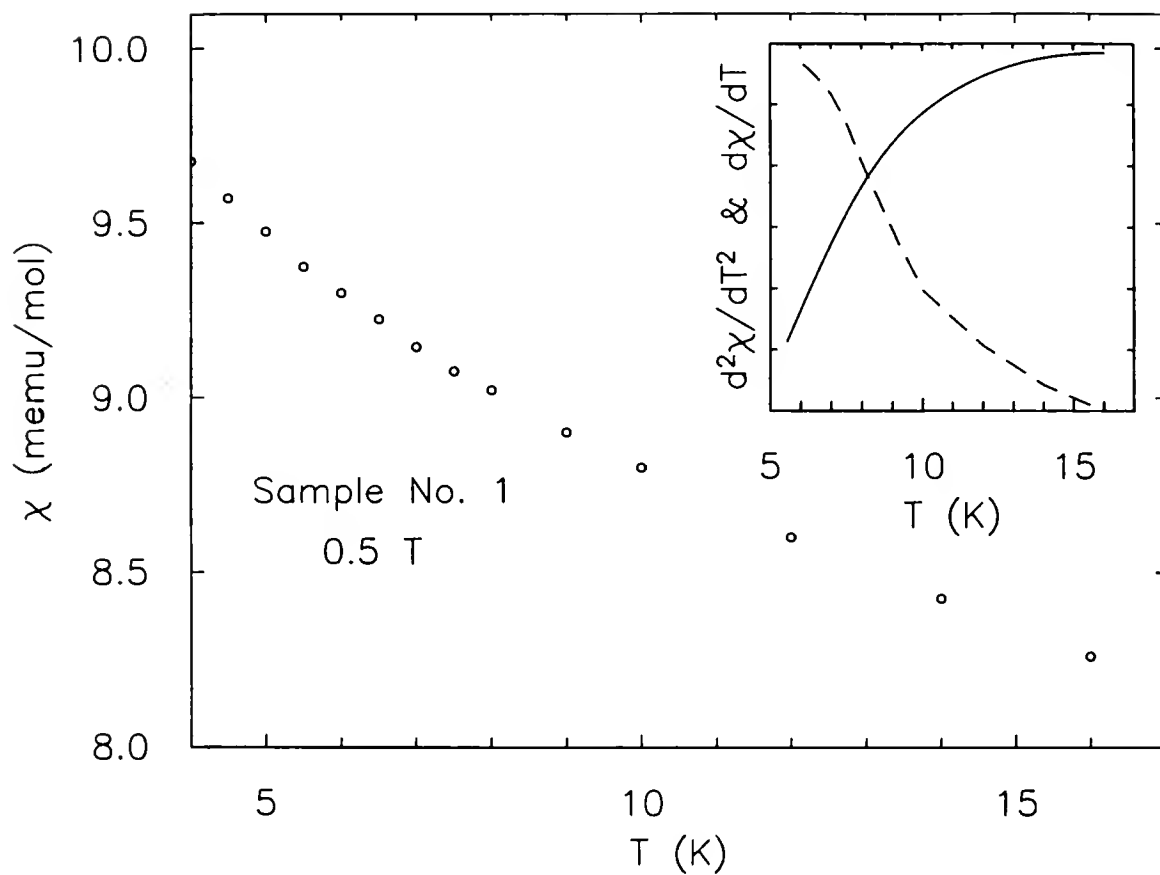 10.0
9.5
9.0
8.5
8.0
χ (memu/mol)
5
10
15
T (K)
Sample No. 1
0.5 T
d²χ/dT² & dχ/dT
5
10
15
T (K)